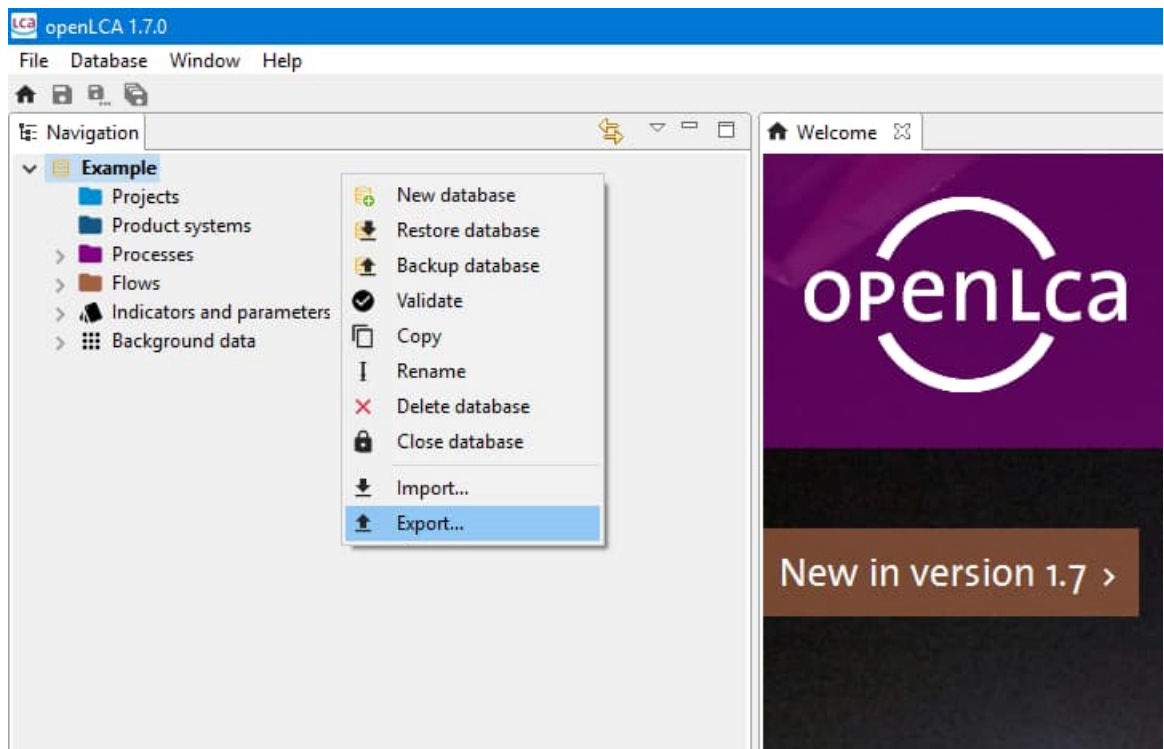 LCA openLCA 1.7.0
File Database Window Help
Navigation
Example
Projects
Product systems
Processes
Flows
Indicators and parameters
Background data
New database
Restore database
Backup database
Validate
Copy
Rename
Delete database
Close database
Import...
Export...
Welcome
openLca
New in version 1.7 >